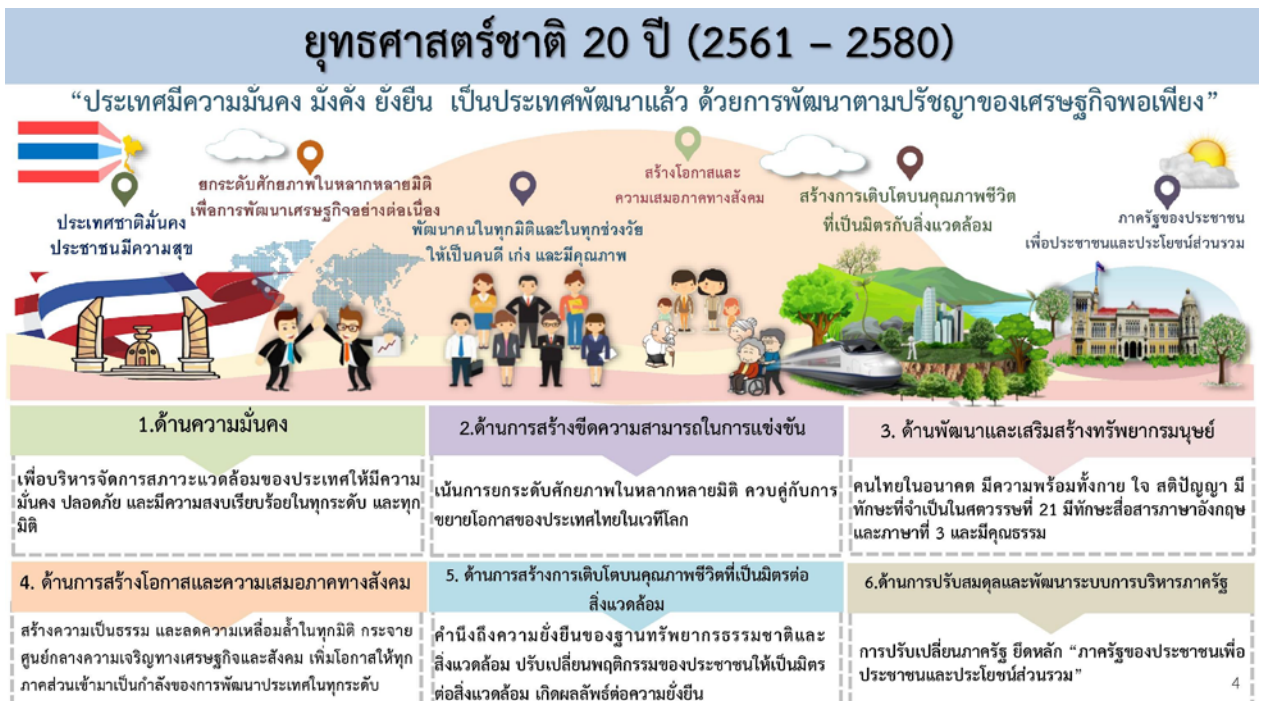 ยุทธศาสตร์ชาติ 20 ปี (2561 – 2580)
“ประเทศมีความมั่นคง มั่งคั่ง ยั่งยืน เป็นประเทศพัฒนาแล้ว ด้วยการพัฒนาตามปรัชญาของเศรษฐกิจพอเพียง”
ประเทศชาติมั่นคง
ประชาชนมีความสุข
ยกระดับศักยภาพในหลากหลายมิติ
เพื่อการพัฒนาเศรษฐกิจอย่างต่อเนื่อง
พัฒนาคนในทุกมิติและในทุกช่วงวัย
ให้เป็นคนดี เก่ง และมีคุณภาพ
สร้างโอกาสและ
ความเสมอภาคทางสังคม
สร้างการเติบโตบนคุณภาพชีวิต
ที่เป็นมิตรกับสิ่งแวดล้อม
ภาครัฐของประชาชน
เพื่อประชาชนและประโยชน์ส่วนรวม
1.ด้านความมั่นคง
เพื่อบริหารจัดการสภาวะแวดล้อมของประเทศให้มีความ
มั่นคง ปลอดภัย และมีความสงบเรียบร้อยในทุกระดับ และทุก
มิติ
2.ด้านการสร้างขีดความสามารถในการแข่งขัน
เน้นการยกระดับศักยภาพในหลากหลายมิติ ควบคู่กับการ
ขยายโอกาสของประเทศไทยในเวทีโลก
3. ด้านพัฒนาและเสริมสร้างทรัพยากรมนุษย์
คนไทยในอนาคต มีความพร้อมทั้งกาย ใจ สติปัญญา มี
ทักษะที่จำเป็นในศตวรรษที่ 21 มีทักษะสื่อสารภาษาอังกฤษ
และภาษาที่ 3 และมีคุณธรรม
4. ด้านการสร้างโอกาสและความเสมอภาคทางสังคม
สร้างความเป็นธรรม และลดความเหลื่อมล้ำในทุกมิติ กระจาย
ศูนย์กลางความเจริญทางเศรษฐกิจและสังคม เพิ่มโอกาสให้ทุก
ภาคส่วนเข้ามาเป็นกำลังของการพัฒนาประเทศในทุกระดับ
5. ด้านการสร้างการเติบโตบนคุณภาพชีวิตที่เป็นมิตรต่อ
สิ่งแวดล้อม
คำนึงถึงความยั่งยืนของฐานทรัพยากรธรรมชาติและ
สิ่งแวดล้อม ปรับเปลี่ยนพฤติกรรมของประชาชนให้เป็นมิตร
ต่อสิ่งแวดล้อม เกิดผลลัพธ์ต่อความยั่งยืน
6.ด้านการปรับสมดุลและพัฒนาระบบการบริหารภาครัฐ
การปรับเปลี่ยนภาครัฐ ยึดหลัก “ภาครัฐของประชาชนเพื่อ
ประชาชนและประโยชน์ส่วนรวม”
4